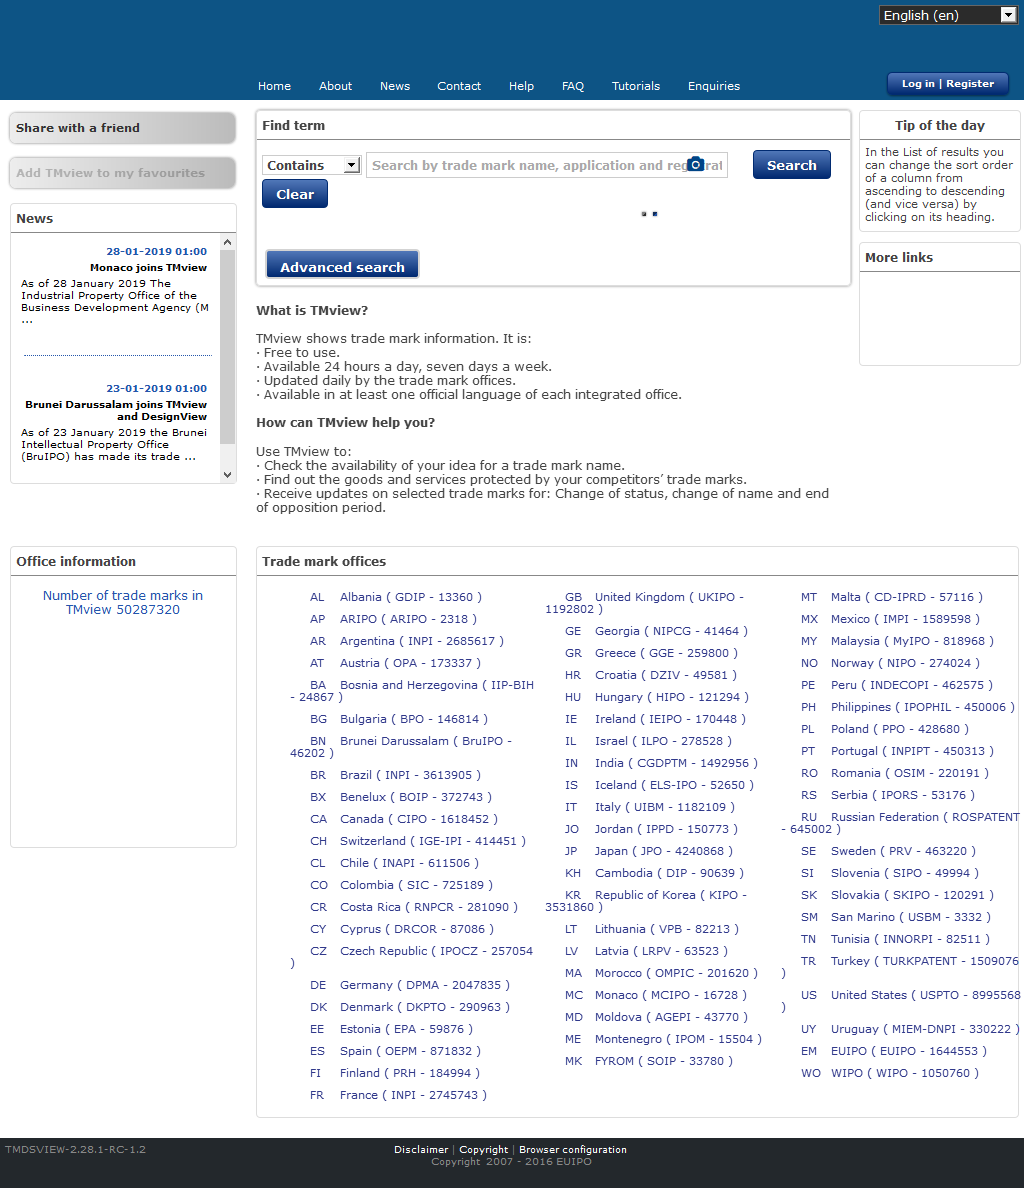 English (en)
Home About News Contact Help FAQ Tutorials Enquiries
Log in | Register
Share with a friend
Add TMview to my favourites
News
28-01-2019 01:00
Monaco joins TMview
As of 28 January 2019 The
Industrial Property Office of the
Business Development Agency (M
...
23-01-2019 01:00
Brunei Darussalam joins TMview
and DesignView
As of 23 January 2019 the Brunei
Intellectual Property Office
(BruIPO) has made its trade ...
Find term
Contains
Search by trade mark name, application and registrat
Search
Clear
Advanced search
Tip of the day
In the List of results you
can change the sort order
of a column from
ascending to descending
(and vice versa) by
clicking on its heading.
More links
What is TMview?
TMview shows trade mark information. It is:
· Free to use.
· Available 24 hours a day, seven days a week.
· Updated daily by the trade mark offices.
· Available in at least one official language of each integrated office.
How can TMview help you?
Use TMview to:
· Check the availability of your idea for a trade mark name.
· Find out the goods and services protected by your competitors´ trade marks.
· Receive updates on selected trade marks for: Change of status, change of name and end
of opposition period.
Office information
Number of trade marks in
TMview 50287320
Trade mark offices
AL Albania ( GDIP - 13360 )
AP ARIPO ( ARIPO - 2318 )
AR Argentina ( INPI - 2685617 )
AT Austria ( OPA - 173337 )
BA Bosnia and Herzegovina ( IIP-BIH
- 24867 )
BG Bulgaria ( BPO - 146814 )
BN Brunei Darussalam ( BruIPO -
46202 )
BR Brazil ( INPI - 3613905 )
BX Benelux ( BOIP - 372743 )
CA Canada ( CIPO - 1618452 )
CH Switzerland ( IGE-IPI - 414451 )
CL Chile ( INAPI - 611506 )
CO Colombia ( SIC - 725189 )
CR Costa Rica ( RNPCR - 281090 )
CY Cyprus ( DRCOR - 87086 )
CZ Czech Republic ( IPOCZ - 257054
)
DE Germany ( DPMA - 2047835 )
DK Denmark ( DKPTO - 290963 )
EE Estonia ( EPA - 59876 )
ES Spain ( OEPM - 871832 )
FI Finland ( PRH - 184994 )
FR France ( INPI - 2745743 )
GB United Kingdom ( UKIPO -
1192802 )
GE Georgia ( NIPCG - 41464 )
GR Greece ( GGE - 259800 )
HR Croatia ( DZIV - 49581 )
HU Hungary ( HIPO - 121294 )
IE Ireland ( IEIPO - 170448 )
IL Israel ( ILPO - 278528 )
IN India ( CGDPTM - 1492956 )
IS Iceland ( ELS-IPO - 52650 )
IT Italy ( UIBM - 1182109 )
JO Jordan ( IPPD - 150773 )
JP Japan ( JPO - 4240868 )
KH Cambodia ( DIP - 90639 )
KR Republic of Korea ( KIPO -
3531860 )
LT Lithuania ( VPB - 82213 )
LV Latvia ( LRPV - 63523 )
MA Morocco ( OMPIC - 201620 )
MC Monaco ( MCIPO - 16728 )
MD Moldova ( AGEPI - 43770 )
ME Montenegro ( IPOM - 15504 )
MK FYROM ( SOIP - 33780 )
MT Malta ( CD-IPRD - 57116 )
MX Mexico ( IMPI - 1589598 )
MY Malaysia ( MyIPO - 818968 )
NO Norway ( NIPO - 274024 )
PE Peru ( INDECOPI - 462575 )
PH Philippines ( IPOPHIL - 450006 )
PL Poland ( PPO - 428680 )
PT Portugal ( INPIPT - 450313 )
RO Romania ( OSIM - 220191 )
RS Serbia ( IPORS - 53176 )
RU Russian Federation ( ROSPATENT
- 645002 )
SE Sweden ( PRV - 463220 )
SI Slovenia ( SIPO - 49994 )
SK Slovakia ( SKIPO - 120291 )
SM San Marino ( USBM - 3332 )
TN Tunisia ( INNORPI - 82511 )
TR Turkey ( TURKPATENT - 1509076
)
US United States ( USPTO - 8995568
)
UY Uruguay ( MIEM-DNPI - 330222 )
EM EUIPO ( EUIPO - 1644553 )
WO WIPO ( WIPO - 1050760 )
TMDSVIEW-2.28.1-RC-1.2
Disclaimer | Copyright | Browser configuration
Copyright 2007 - 2016 EUIPO